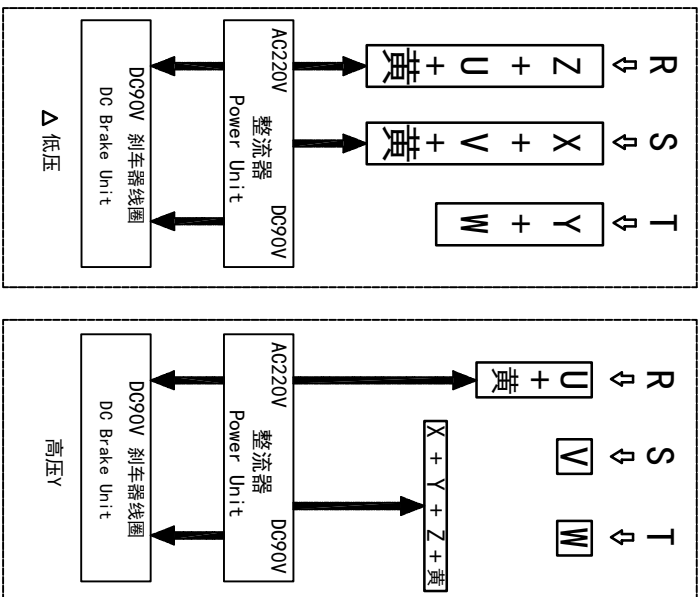 R S T
Z + U + 黄
X + V + 黄
Y + W
AC220V 整流器 DC90V
Power Unit
DC90V 刹车器线圈
DC Brake Unit
Δ 低压
R S T
U + 黄
V
W
X + Y + Z + 黄
AC220V 整流器 DC90V
Power Unit
DC90V 刹车器线圈
DC Brake Unit
高压Y